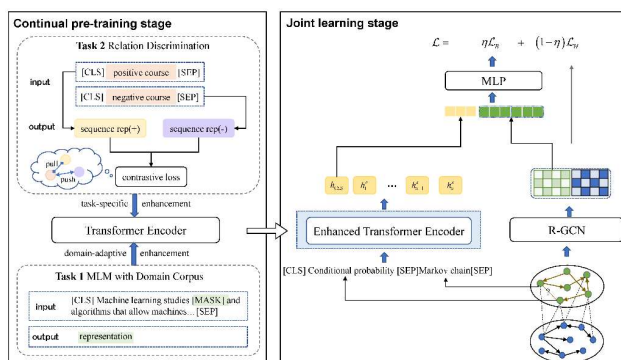 Continual pre-training stage
Task 2 Relation Discrimination
input
[CLS] positive course [SEP]
[CLS] negative course [SEP]
output
sequence rep(+)
sequence rep(-)
pull
push
contrastive loss
task-specific enhancement
Transformer Encoder
domain-adaptive enhancement
Task 1 MLM with Domain Corpus
input
[CLS] Machine learning studies [MASK] and
algorithms that allow machines... [SEP]
output
representation
Joint learning stage
ℒ = ηℒ + (1−η)ℒ
MLP
...
Enhanced Transformer Encoder
R-GCN
[CLS] Conditional probability [SEP]Markov chain[SEP]